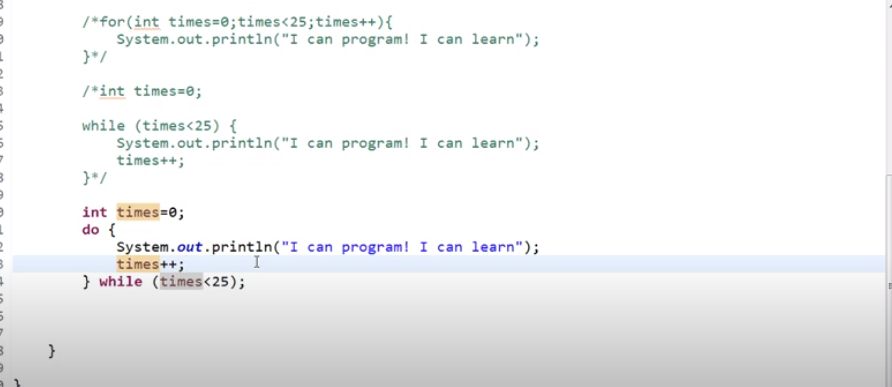 /*for(int times=0;times<25;times++){
System.out.println("I can program! I can learn");
}*/
/*int times=0;
while (times<25) {
System.out.println("I can program! I can learn");
times++;
}*/
int times=0;
do {
System.out.println("I can program! I can learn");
times++;
} while (times<25);
}
}